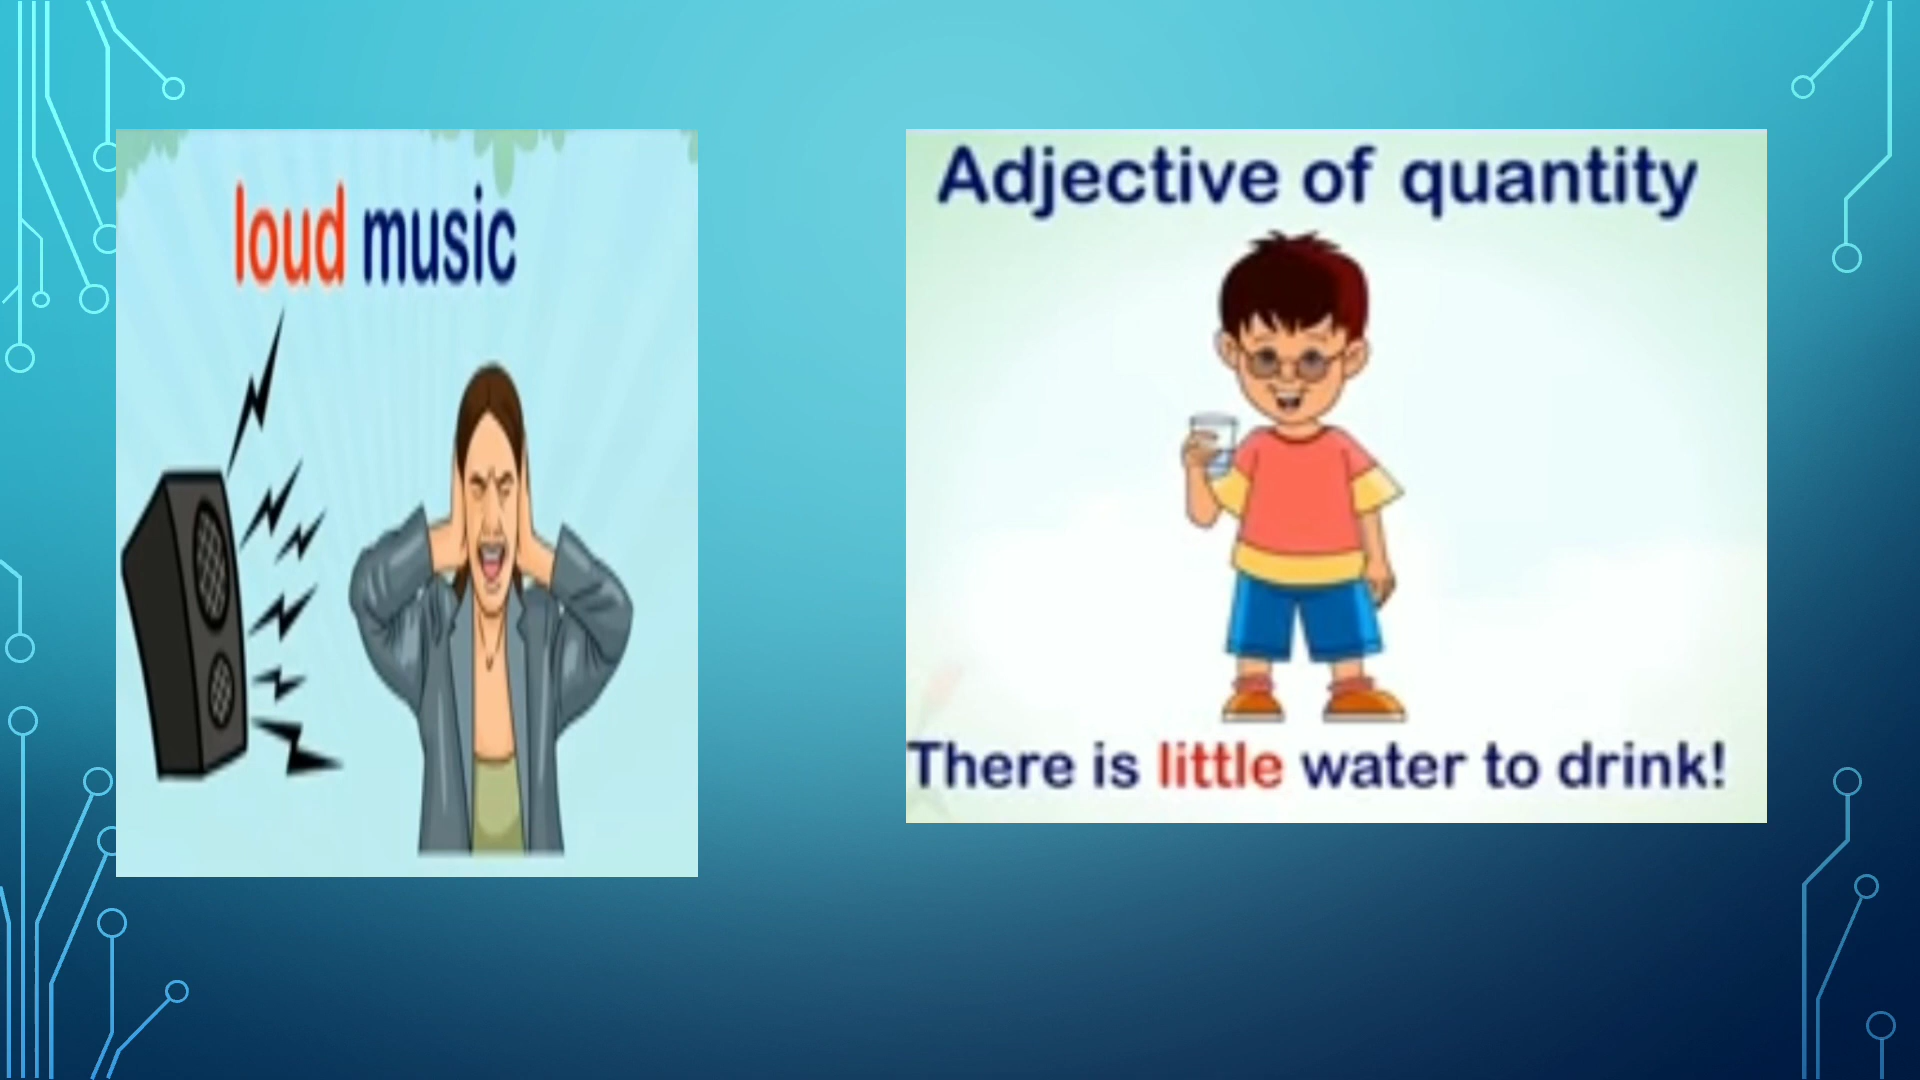 loud music
Adjective of quantity
There is little water to drink!